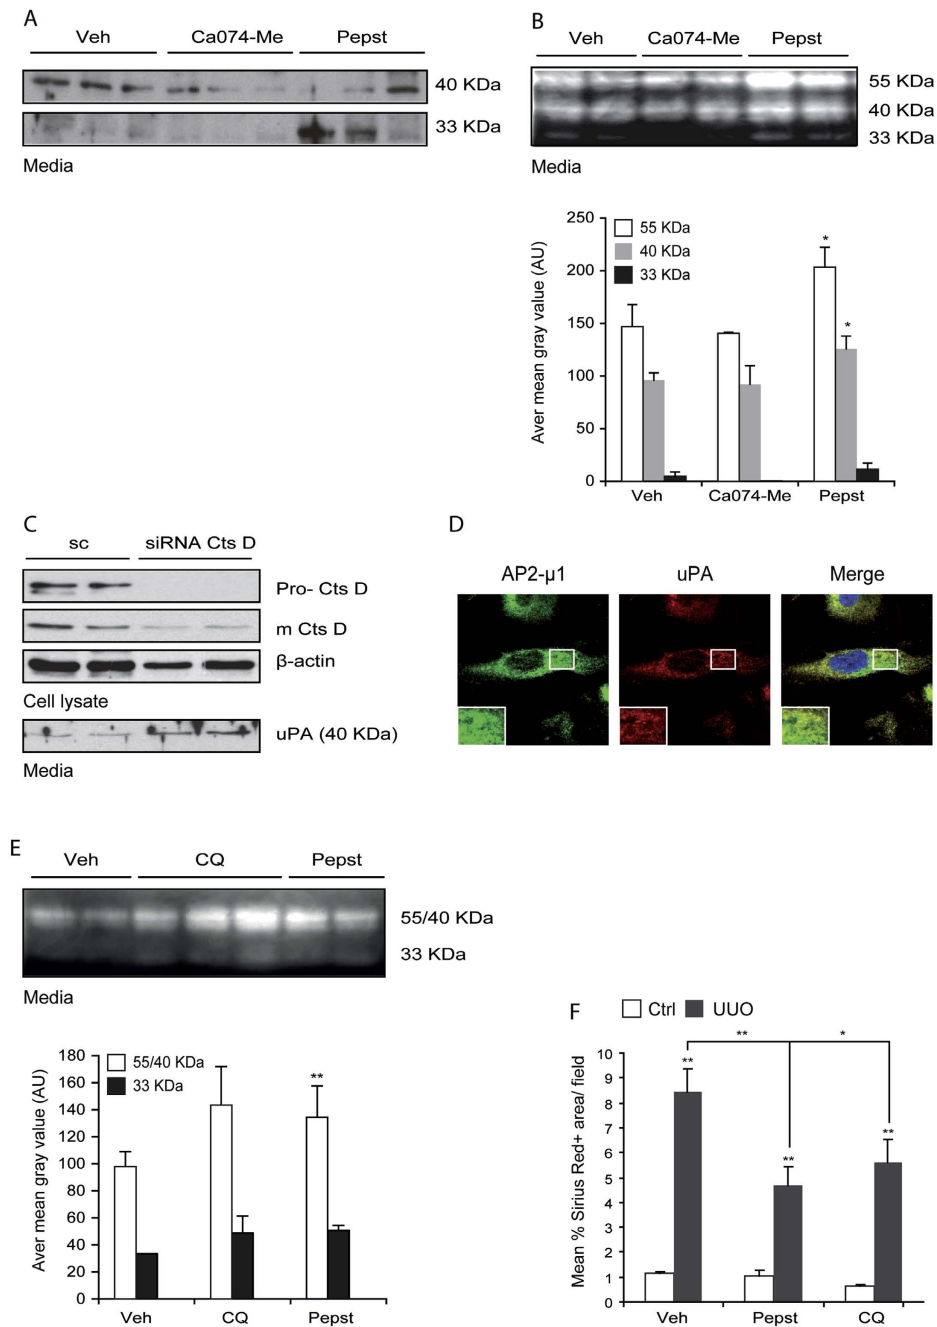 A
Veh Ca074-Me Pepst
40 KDa
33 KDa
Media
B
Veh Ca074-Me Pepst
55 KDa
40 KDa
33 KDa
Media
250
200
150
100
50
0
Aver mean gray value (AU)
55 KDa
40 KDa
33 KDa
*
*
Veh Ca074-Me Pepst
C
sc siRNA Cts D
Pro- Cts D
m Cts D
β-actin
Cell lysate
uPA (40 KDa)
Media
D
AP2-μ1 uPA Merge
E
Veh CQ Pepst
55/40 KDa
33 KDa
Media
180
160
140
120
100
80
60
40
20
0
Aver mean gray value (AU)
55/40 KDa
33 KDa
**
Veh CQ Pepst
F
Ctrl UUO
** *
10
9
8
7
6
5
4
3
2
1
0
Mean % Sirius Red+ area/ field
**
**
**
Veh Pepst CQ